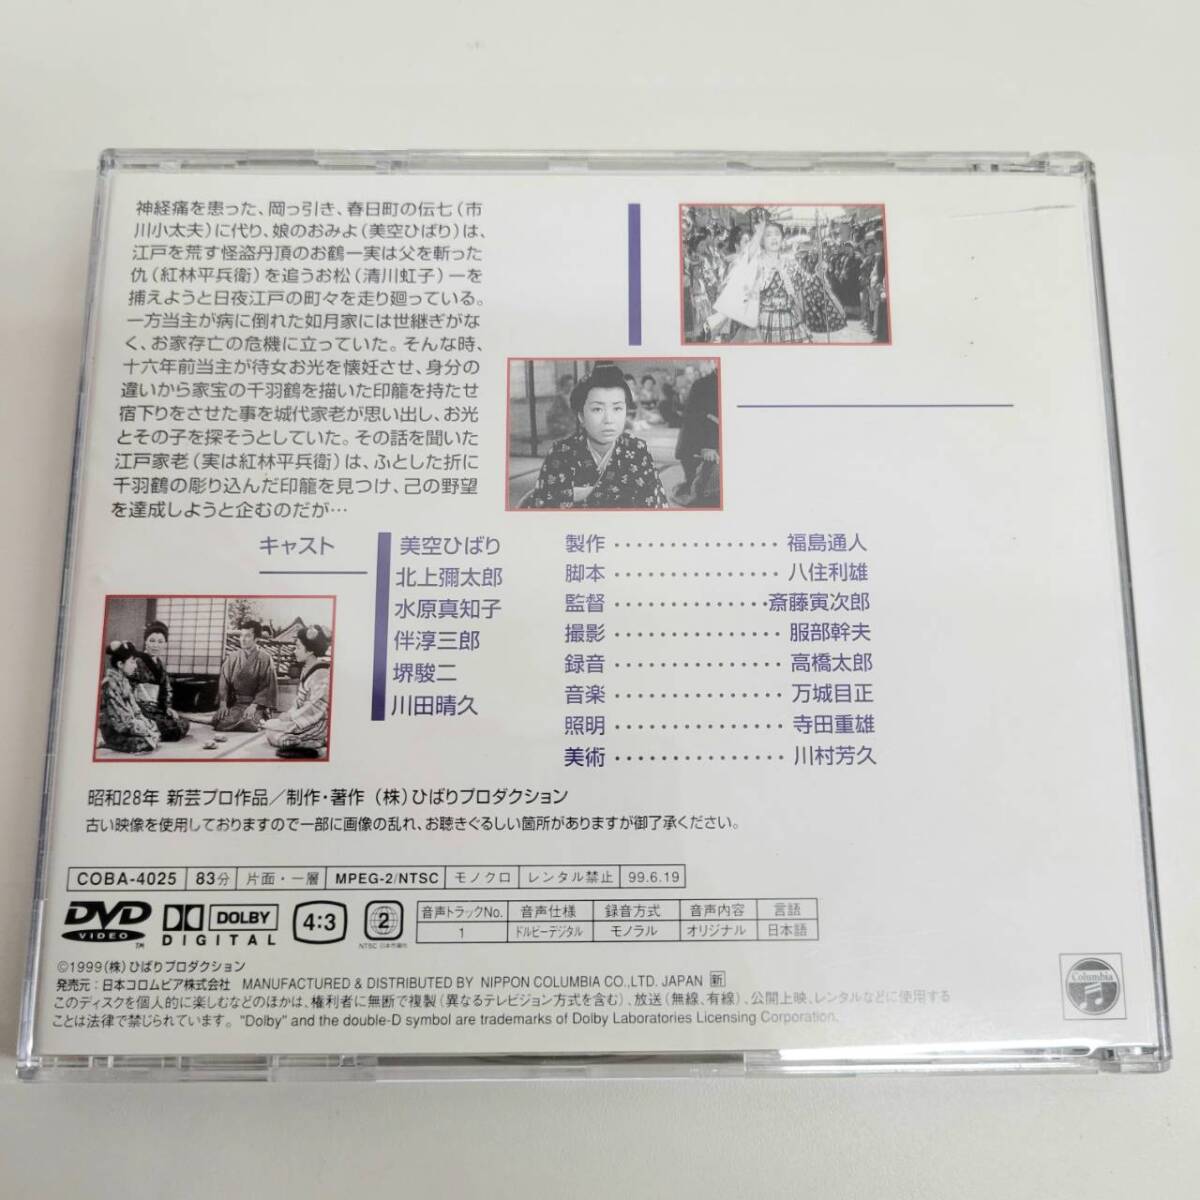 神経痛を患った、岡っ引き、春日町の伝七(市
川小太夫)に代り、娘のおみよ(美空ひばり)は、
江戸を荒す怪盗丹頂のお鶴ー実は父を斬った
仇(紅林平兵衛)を追うお松(清川虹子)ーを
捕えようと日夜江戸の町々を走り廻っている。
一方当主が病に倒れた如月家には世継ぎがな
く、お家存亡の危機に立っていた。そんな時、
十六年前当主が待女お光を懐妊させ、身分の
違いから家宝の千羽鶴を描いた印籠を持たせ
宿下りをさせた事を城代家老が思い出し、お光
とその子を探そうとしていた。その話を聞いた
江戸家老(実は紅林平兵衛)は、ふとした折に
千羽鶴の彫り込んだ印籠を見つけ、己の野望
を達成しようと企むのだが…
キャスト
美空ひばり
北上彌太郎
水原真知子
伴淳三郎
堺駿二
川田晴久
製作・・・・・・・・・・・・・・・福島通人
脚本・・・・・・・・・・・・・・・八住利雄
監督・・・・・・・・・・・・・・・斎藤寅次郎
撮影・・・・・・・・・・・・・・・服部幹夫
録音・・・・・・・・・・・・・・・高橋太郎
音楽・・・・・・・・・・・・・・・万城目正
照明・・・・・・・・・・・・・・・寺田重雄
美術・・・・・・・・・・・・・・・川村芳久
昭和28年 新芸プロ作品/制作・著作 (株)ひばりプロダクション
古い映像を使用しておりますので一部に画像の乱れ、お聴きぐるしい箇所がありますが御了承ください。
COBA-4025 83分 片面・一層 MPEG-2/NTSC モノクロ レンタル禁止 99.6.19
DVD VIDEO TM DOLBY DIGITAL 4:3 2 NTSC 日本市場向
音声トラックNo. 音声仕様 録音方式 音声内容 言語
1 ドルビーデジタル モノラル オリジナル 日本語
©1999(株)ひばりプロダクション
発売元:日本コロムビア株式会社 MANUFACTURED & DISTRIBUTED BY NIPPON COLUMBIA CO.,LTD. JAPAN 新
このディスクを個人的に楽しむなどのほかは、権利者に無断で複製(異なるテレビジョン方式を含む)、放送(無線、有線)、公開上映、レンタルなどに使用する
ことは法律で禁じられています。 "Dolby" and the double-D symbol are trademarks of Dolby Laboratories Licensing Corporation.
Columbia